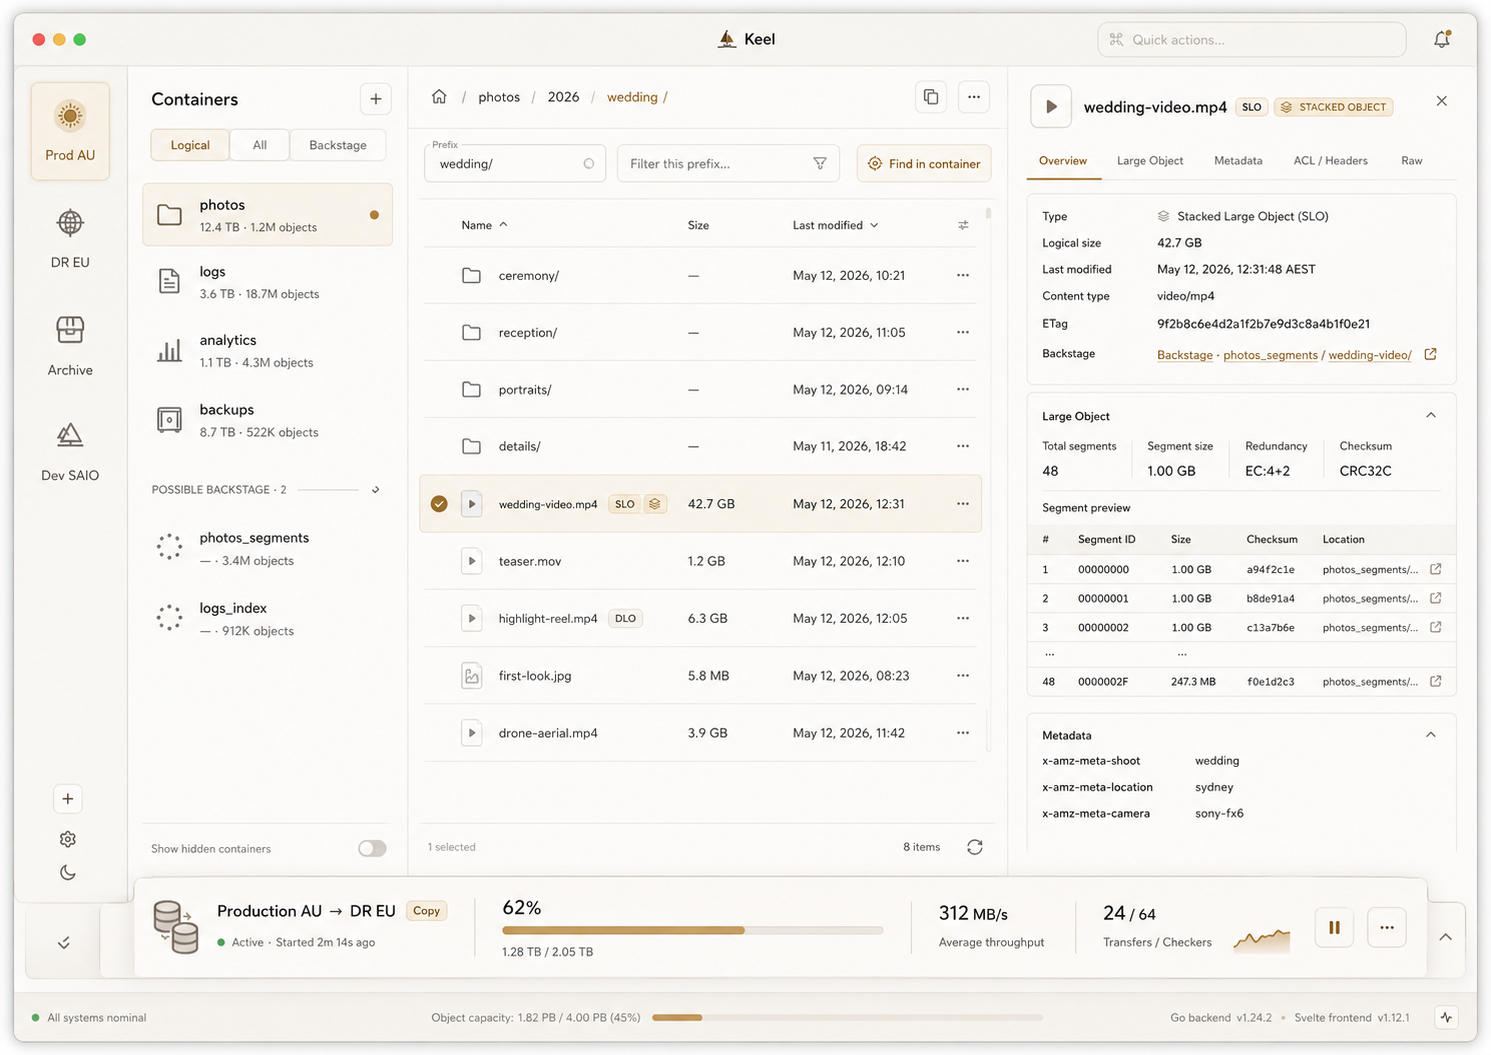 Keel
Quick actions...
Prod AU
DR EU
Archive
Dev SAIO
Containers
Logical All Backstage
photos
12.4 TB · 1.2M objects
logs
3.6 TB · 18.7M objects
analytics
1.1 TB · 4.3M objects
backups
8.7 TB · 522K objects
POSSIBLE BACKSTAGE · 2
photos_segments
— · 3.4M objects
logs_index
— · 912K objects
Show hidden containers
/ photos / 2026 / wedding /
Prefix
wedding/
Filter this prefix...
Find in container
Name Size Last modified
ceremony/ — May 12, 2026, 10:21
reception/ — May 12, 2026, 11:05
portraits/ — May 12, 2026, 09:14
details/ — May 11, 2026, 18:42
wedding-video.mp4 SLO 42.7 GB May 12, 2026, 12:31
teaser.mov 1.2 GB May 12, 2026, 12:10
highlight-reel.mp4 DLO 6.3 GB May 12, 2026, 12:05
first-look.jpg 5.8 MB May 12, 2026, 08:23
drone-aerial.mp4 3.9 GB May 12, 2026, 11:42
1 selected 8 items
wedding-video.mp4 SLO STACKED OBJECT
Overview Large Object Metadata ACL / Headers Raw
Type Stacked Large Object (SLO)
Logical size 42.7 GB
Last modified May 12, 2026, 12:31:48 AEST
Content type video/mp4
ETag 9f2b8c6e4d2a1f2b7e9d3c8a4b1f0e21
Backstage Backstage · photos_segments / wedding-video/
Large Object
Total segments Segment size Redundancy Checksum
48 1.00 GB EC:4+2 CRC32C
Segment preview
# Segment ID Size Checksum Location
1 00000000 1.00 GB a94f2c1e photos_segments/...
2 00000001 1.00 GB b8de91a4 photos_segments/...
3 00000002 1.00 GB c13a7b6e photos_segments/...
... ...
48 0000002F 247.3 MB f0e1d2c3 photos_segments/...
Metadata
x-amz-meta-shoot wedding
x-amz-meta-location sydney
x-amz-meta-camera sony-fx6
Production AU → DR EU Copy
Active · Started 2m 14s ago
62%
1.28 TB / 2.05 TB
312 MB/s
Average throughput
24 / 64
Transfers / Checkers
All systems nominal
Object capacity: 1.82 PB / 4.00 PB (45%)
Go backend v1.24.2 • Svelte frontend v1.12.1